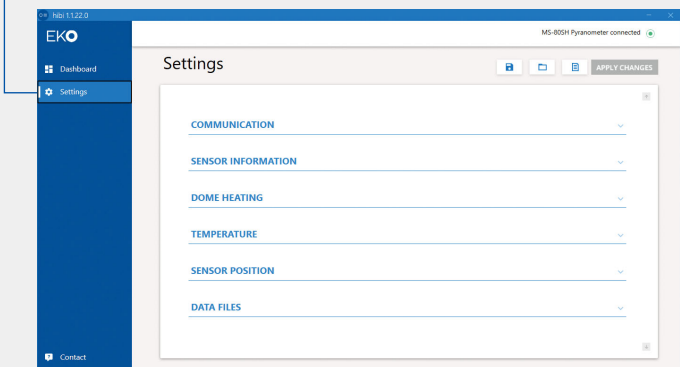 hibi 1.1.22.0
EKO
MS-80SH Pyranometer connected
Dashboard
Settings
Settings
APPLY CHANGES
COMMUNICATION
SENSOR INFORMATION
DOME HEATING
TEMPERATURE
SENSOR POSITION
DATA FILES
Contact